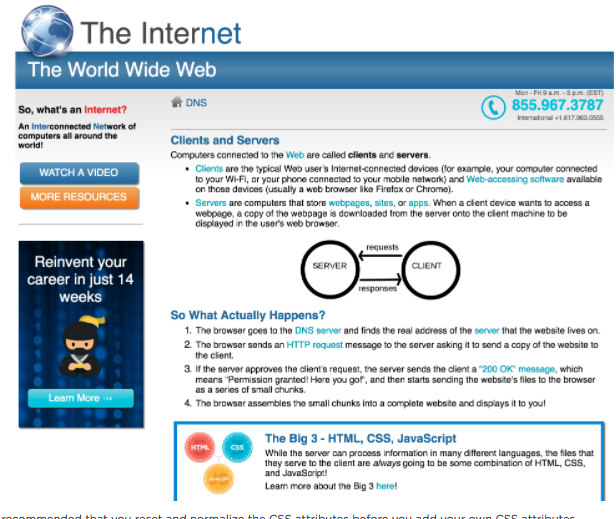 The Internet
The World Wide Web
So, what's an Internet?
An Interconnected Network of
computers all around the
world!
WATCH A VIDEO
MORE RESOURCES
Reinvent your
career in just 14
weeks
Learn More ···
DNS
Mon - Fri 9 a.m. - 5 p.m. (EST)
855.967.3787
International +1.617.963.0555
Clients and Servers
Computers connected to the Web are called clients and servers.
• Clients are the typical Web user's Internet-connected devices (for example, your computer connected
to your Wi-Fi, or your phone connected to your mobile network) and Web-accessing software available
on those devices (usually a web browser like Firefox or Chrome).
• Servers are computers that store webpages, sites, or apps. When a client device wants to access a
webpage, a copy of the webpage is downloaded from the server onto the client machine to be
displayed in the user's web browser.
requests
SERVER
CLIENT
responses
So What Actually Happens?
1. The browser goes to the DNS server and finds the real address of the server that the website lives on.
2. The browser sends an HTTP request message to the server asking it to send a copy of the website to
the client.
3. If the server approves the client's request, the server sends the client a "200 OK" message, which
means "Permission granted! Here you go!", and then starts sending the website's files to the browser
as a series of small chunks.
4. The browser assembles the small chunks into a complete website and displays it to you!
HTML
CSS
JS
The Big 3 - HTML, CSS, JavaScript
While the server can process information in many different languages, the files that
they serve to the client are always going to be some combination of HTML, CSS,
and JavaScript!
Learn more about the Big 3 here!
recommended that you reset and normalize the CSS attributes before you add your own CSS attributes